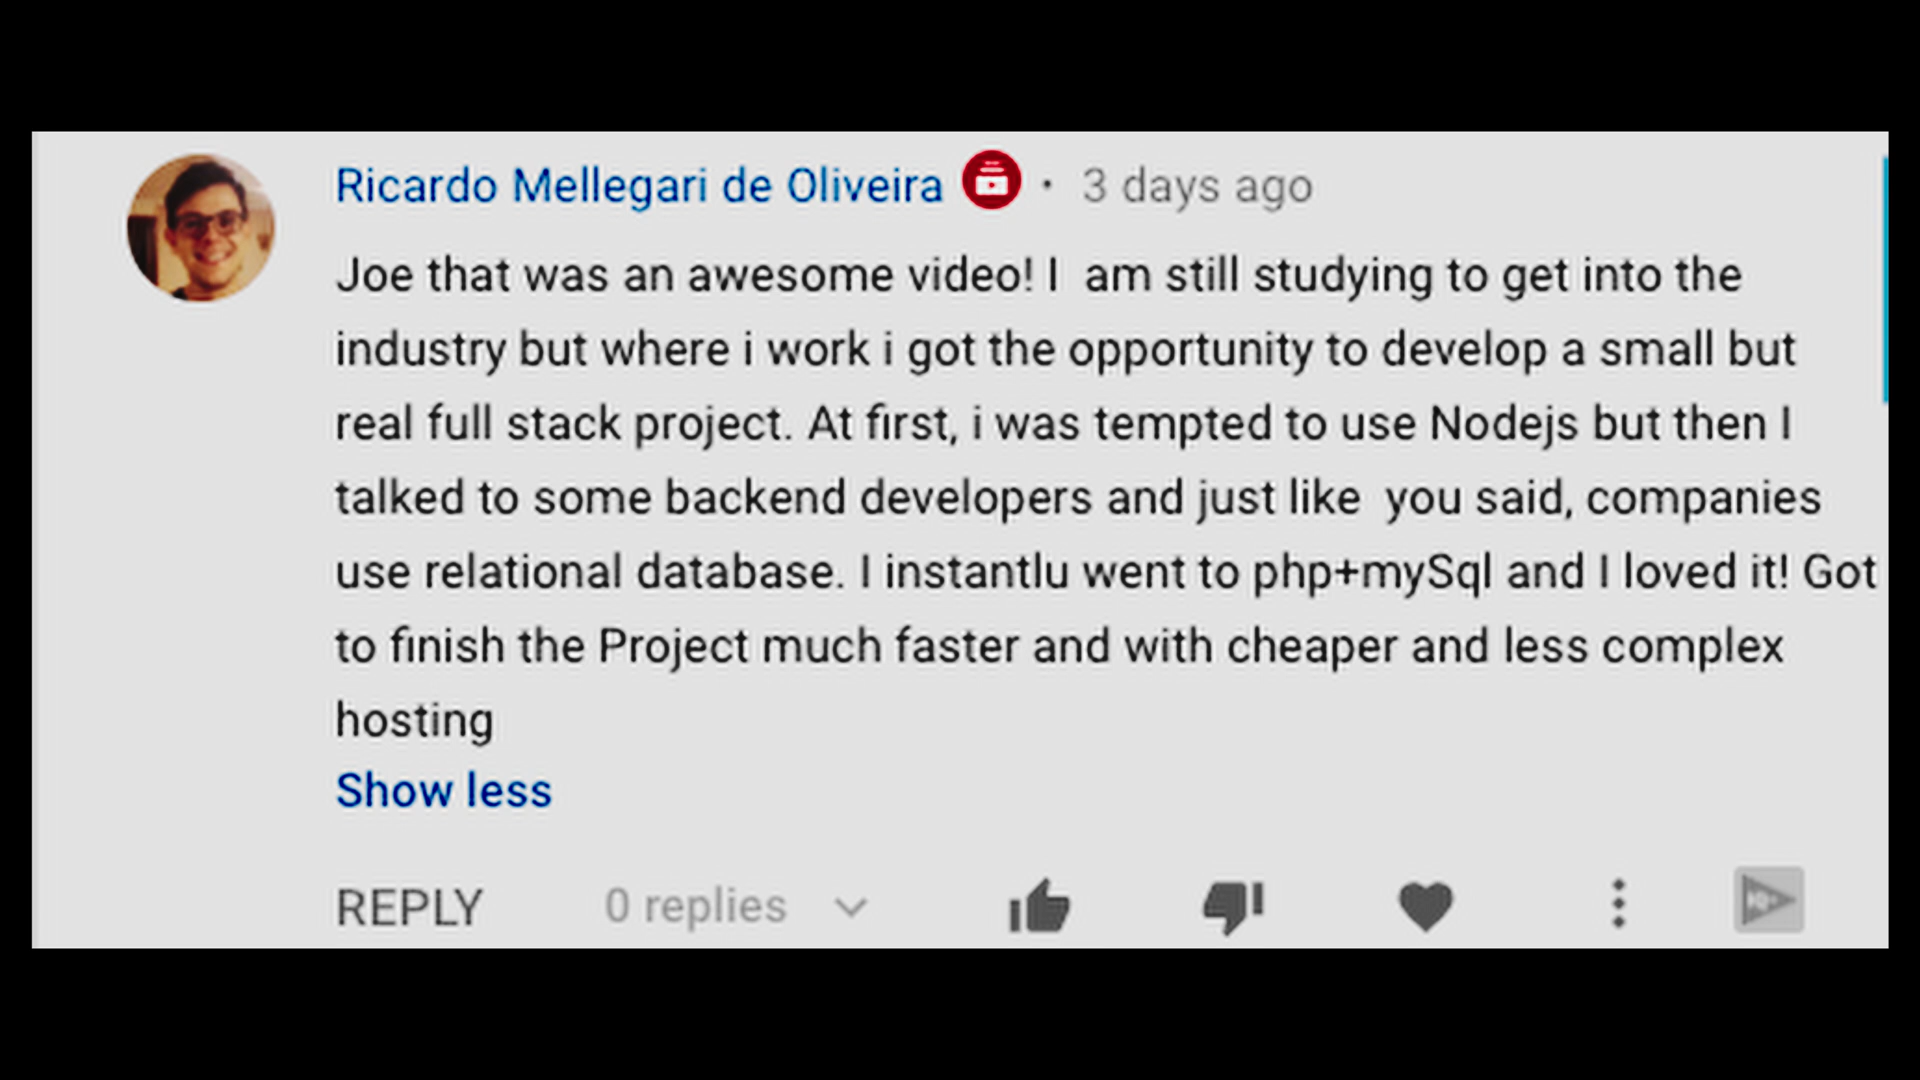 Ricardo Mellegari de Oliveira · 3 days ago
Joe that was an awesome video! I  am still studying to get into the
industry but where i work i got the opportunity to develop a small but
real full stack project. At first, i was tempted to use Nodejs but then I
talked to some backend developers and just like  you said, companies
use relational database. I instantlu went to php+mySql and I loved it! Got
to finish the Project much faster and with cheaper and less complex
hosting
Show less
REPLY 0 replies